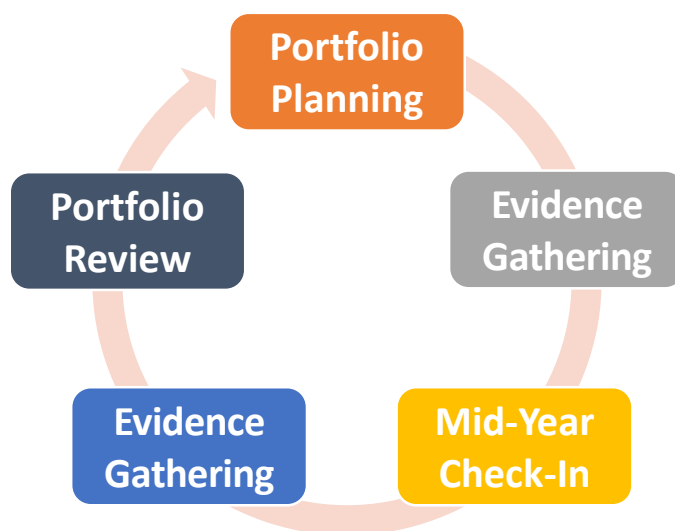 Portfolio
Planning
Evidence
Gathering
Mid-Year
Check-In
Evidence
Gathering
Portfolio
Review